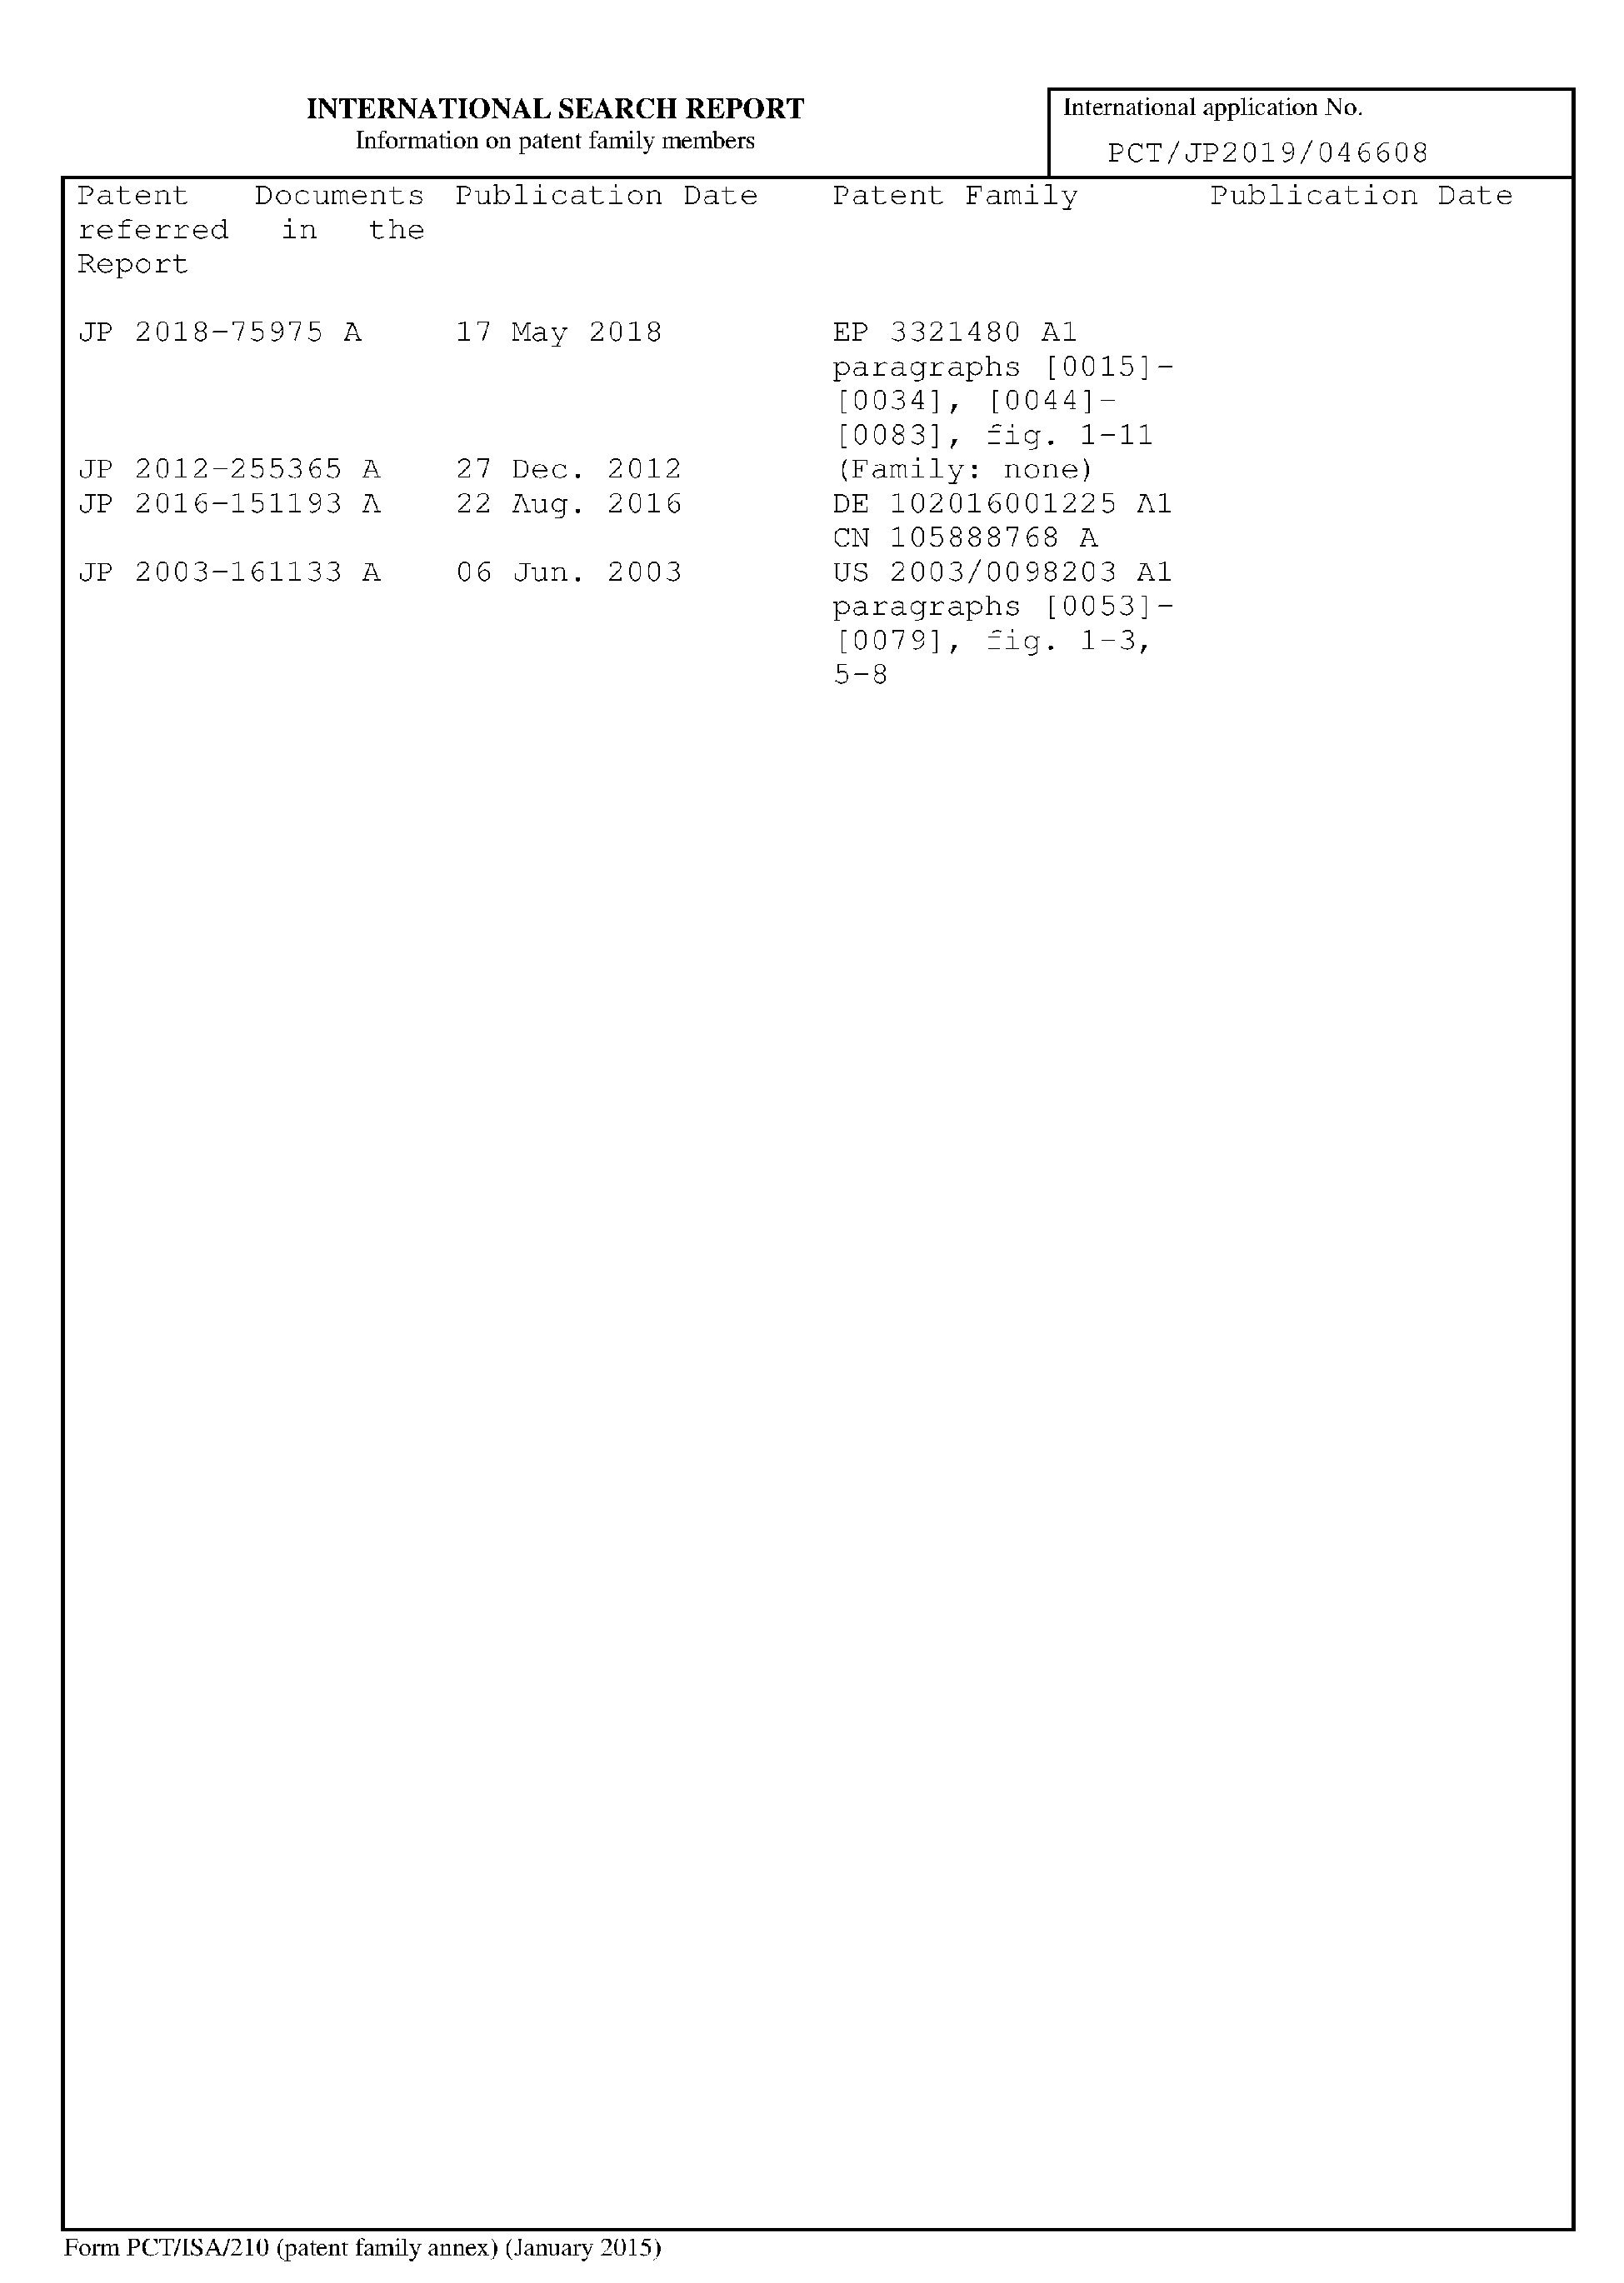 INTERNATIONAL SEARCH REPORT
Information on patent family members
International application No.
PCT/JP2019/046608
Patent Documents Publication Date Patent Family Publication Date
referred in the
Report
JP 2018-75975 A 17 May 2018 EP 3321480 A1
paragraphs [0015]-
[0034], [0044]-
[0083], fig. 1-11
JP 2012-255365 A 27 Dec. 2012 (Family: none)
JP 2016-151193 A 22 Aug. 2016 DE 102016001225 A1
CN 105888768 A
JP 2003-161133 A 06 Jun. 2003 US 2003/0098203 A1
paragraphs [0053]-
[0079], fig. 1-3,
5-8
Form PCT/ISA/210 (patent family annex) (January 2015)